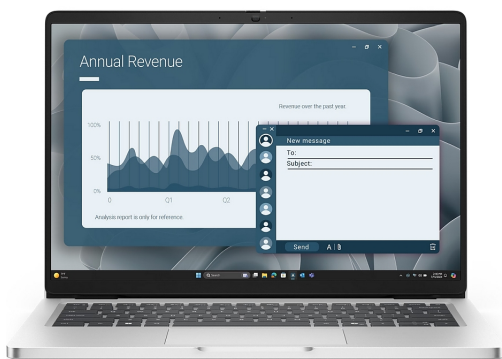 Annual Revenue
Revenue over the past year.
100%
50%
0%
0
Q1
Q2
Analysis report is only for reference.
New message
To:
Subject:
Send
A
Search